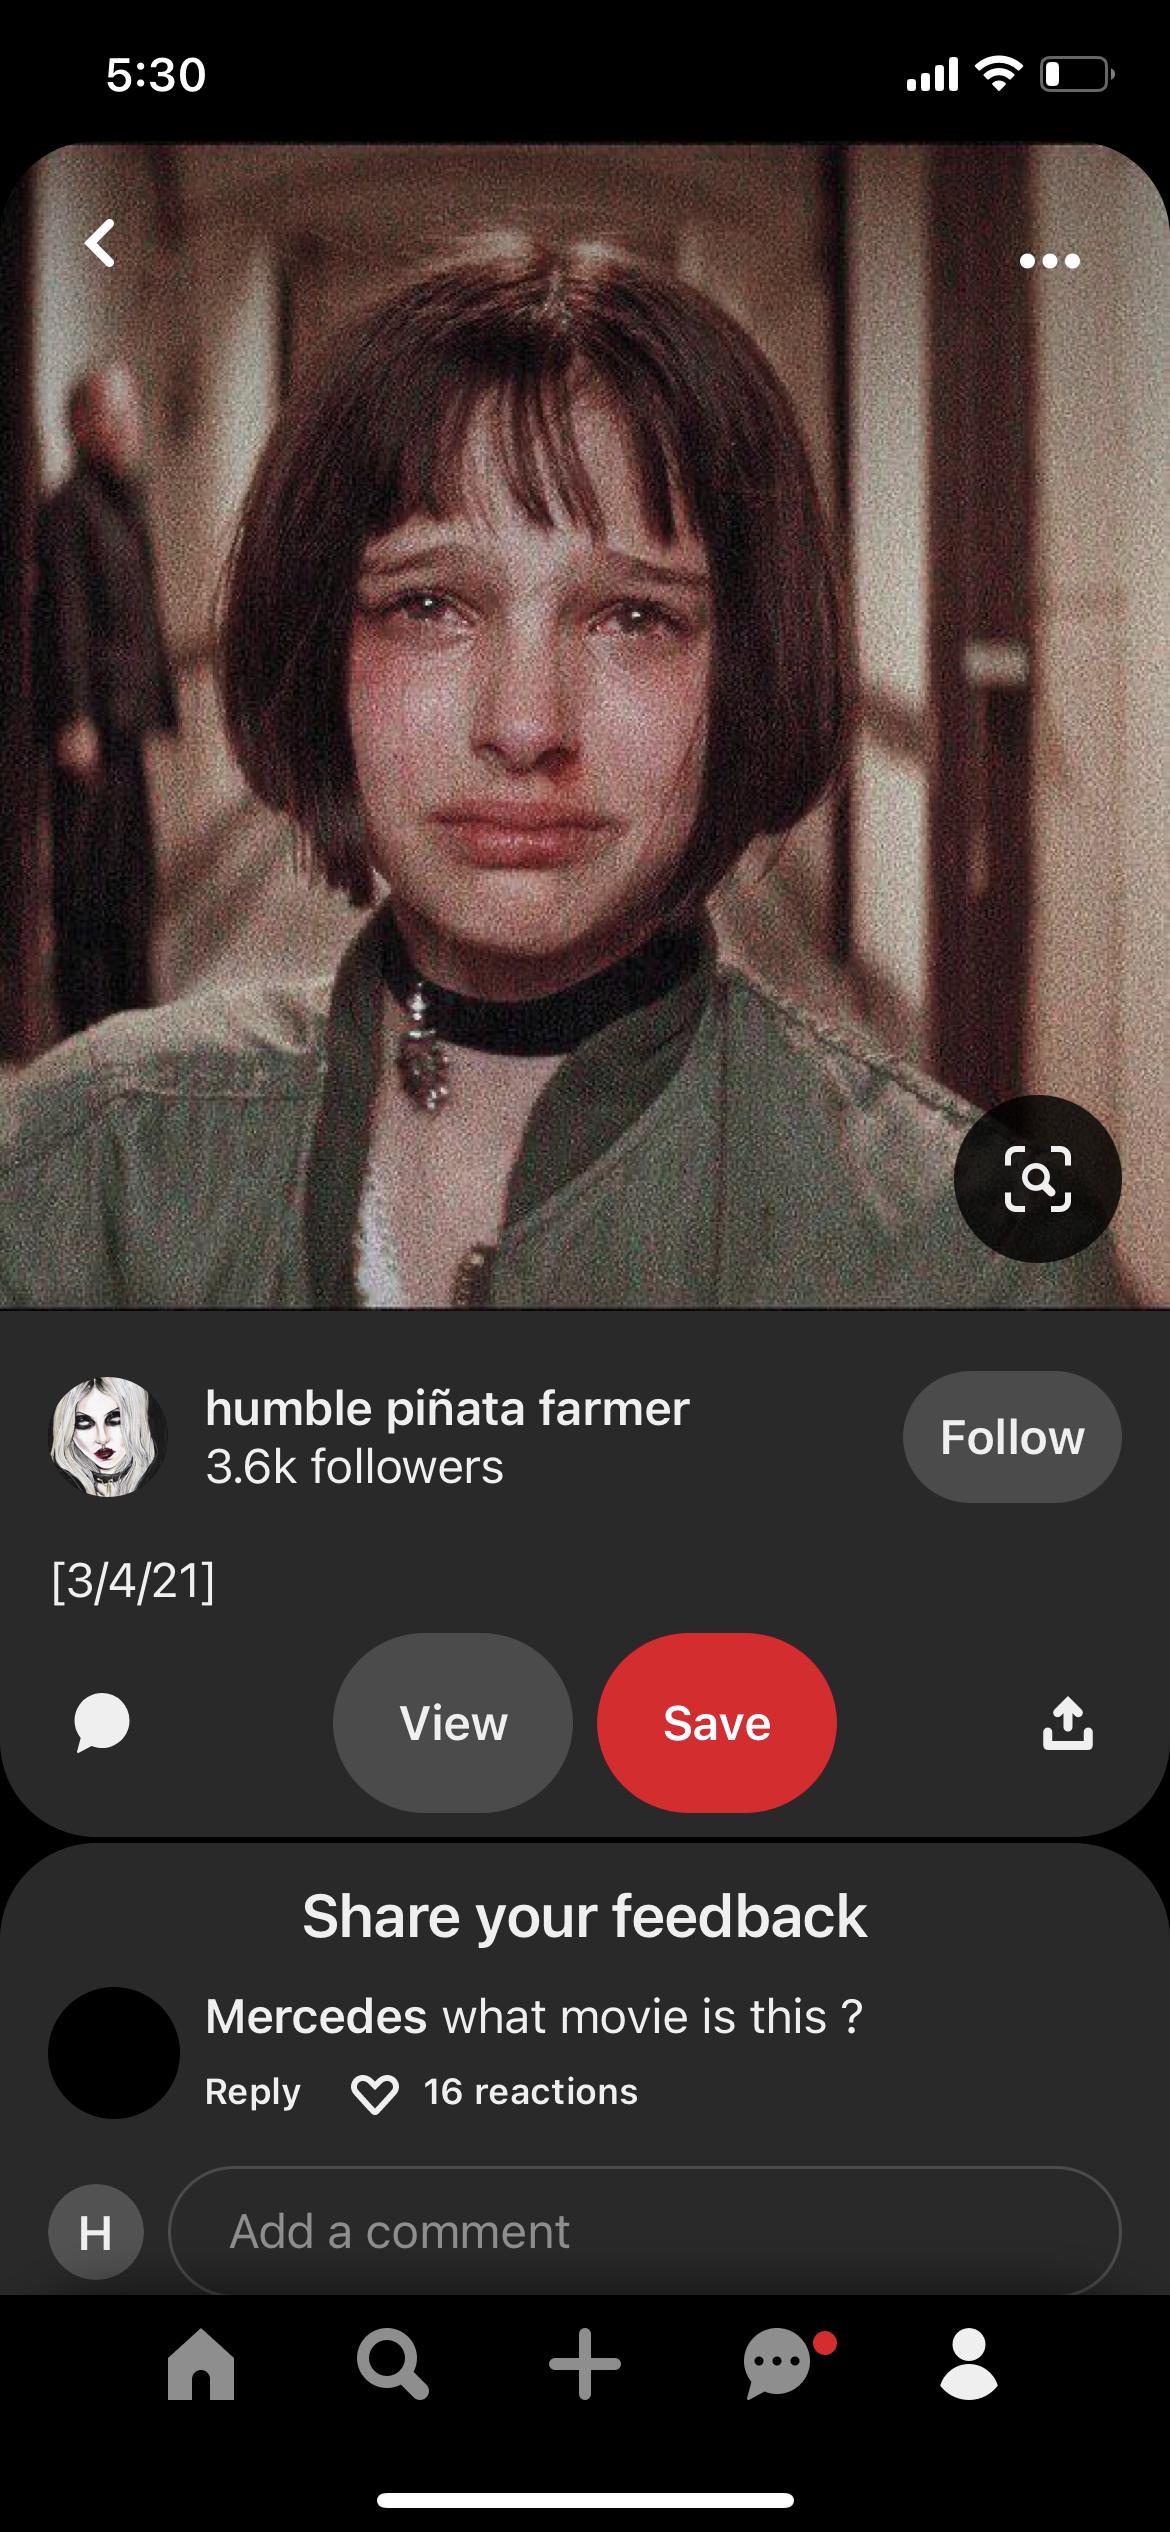 5:30
humble piñata farmer
3.6k followers
Follow
[3/4/21]
View
Save
Share your feedback
Mercedes what movie is this ?
Reply
16 reactions
H
Add a comment